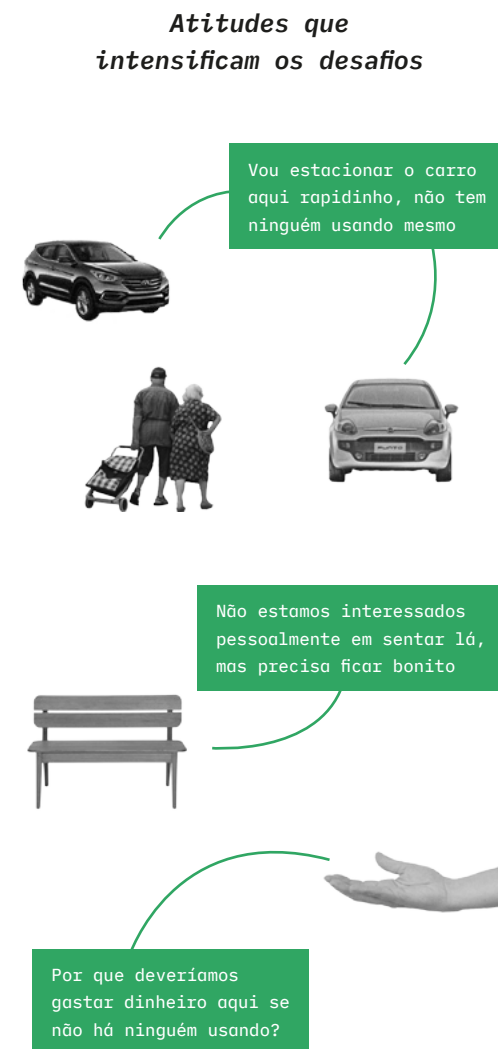 Atitudes que
intensificam os desafios
Vou estacionar o carro
aqui rapidinho, não tem
ninguém usando mesmo
PUNTO
Não estamos interessados
pessoalmente em sentar lá,
mas precisa ficar bonito
Por que deveríamos
gastar dinheiro aqui se
não há ninguém usando?